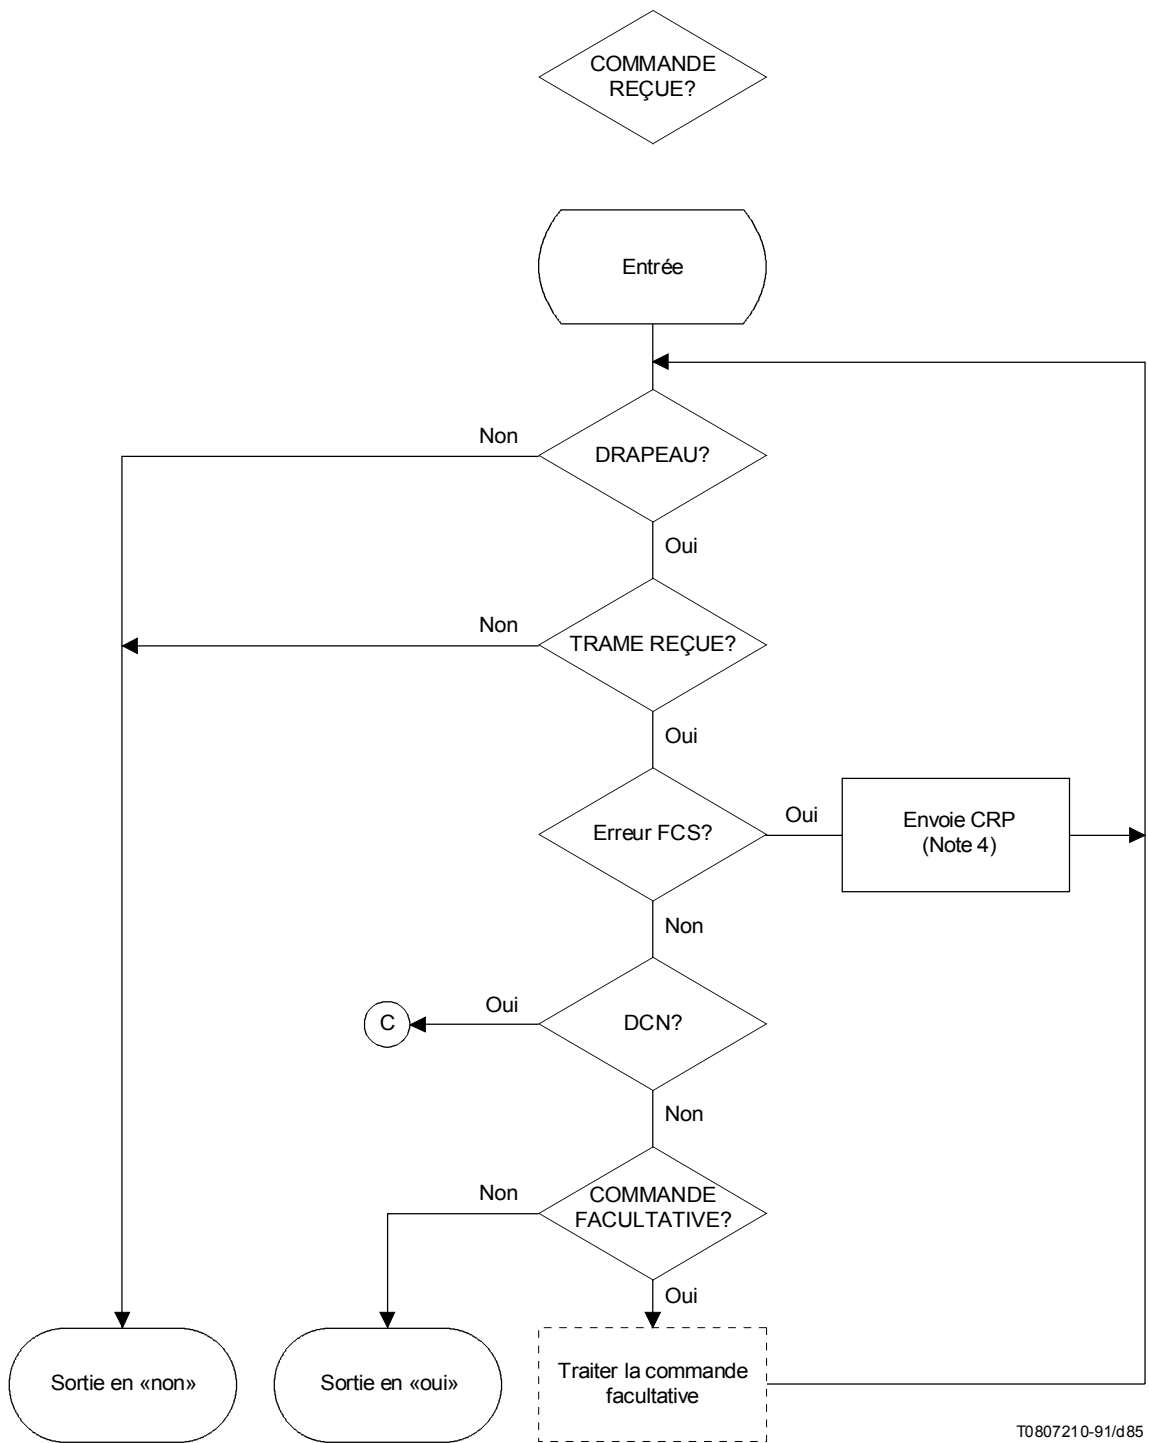 COMMANDE
REÇUE?
Entrée
Non
DRAPEAU?
Oui
Non
TRAME REÇUE?
Oui
Erreur FCS?
Oui
Envoie CRP
(Note 4)
Non
C
Oui
DCN?
Non
Non
COMMANDE
FACULTATIVE?
Oui
Sortie en «non»
Sortie en «oui»
Traiter la commande
facultative
T0807210-91/d85